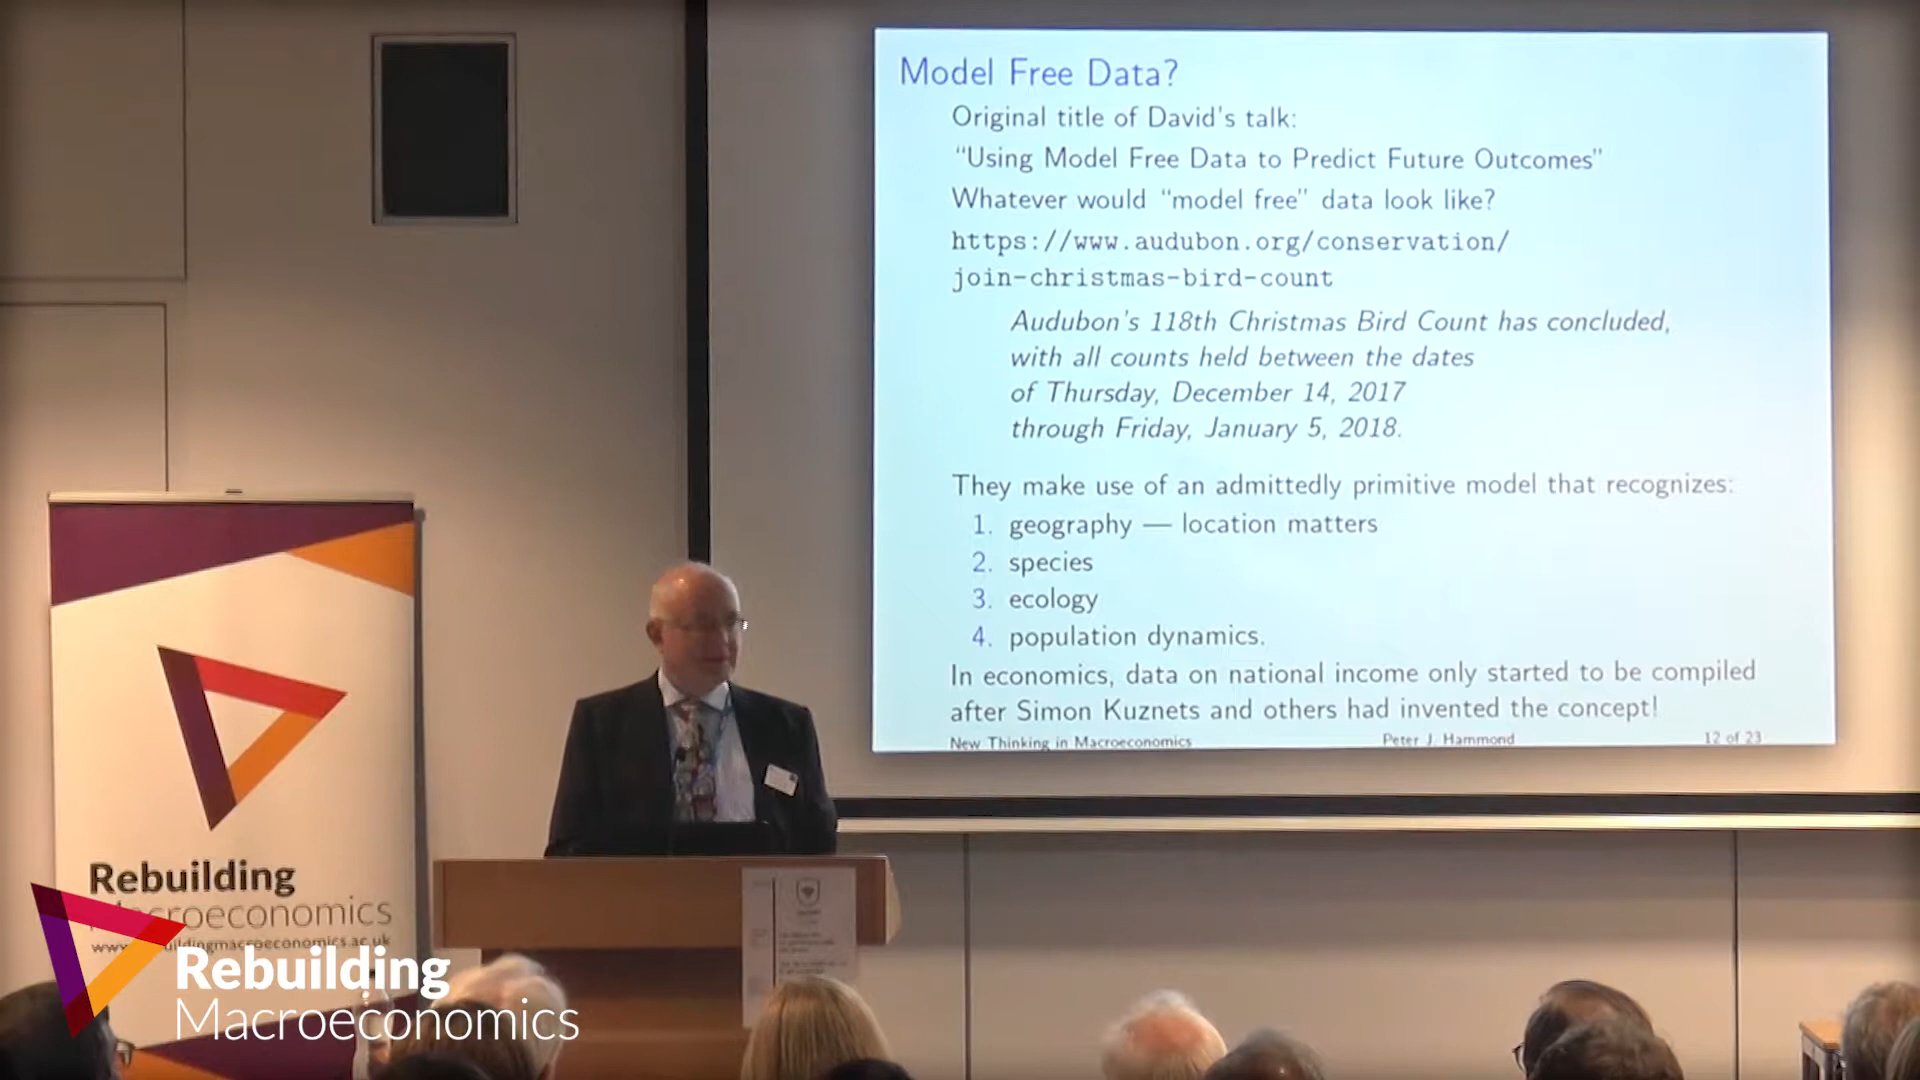 Model Free Data?
Original title of David's talk:
“Using Model Free Data to Predict Future Outcomes”
Whatever would “model free” data look like?
https://www.audubon.org/conservation/
join-christmas-bird-count
Audubon's 118th Christmas Bird Count has concluded,
with all counts held between the dates
of Thursday, December 14, 2017
through Friday, January 5, 2018.
They make use of an admittedly primitive model that recognizes:
1. geography — location matters
2. species
3. ecology
4. population dynamics.
In economics, data on national income only started to be compiled
after Simon Kuznets and others had invented the concept!
New Thinking in Macroeconomics Peter J. Hammond 12 of 23
Rebuilding
Macroeconomics
Rebuilding
Macroeconomics